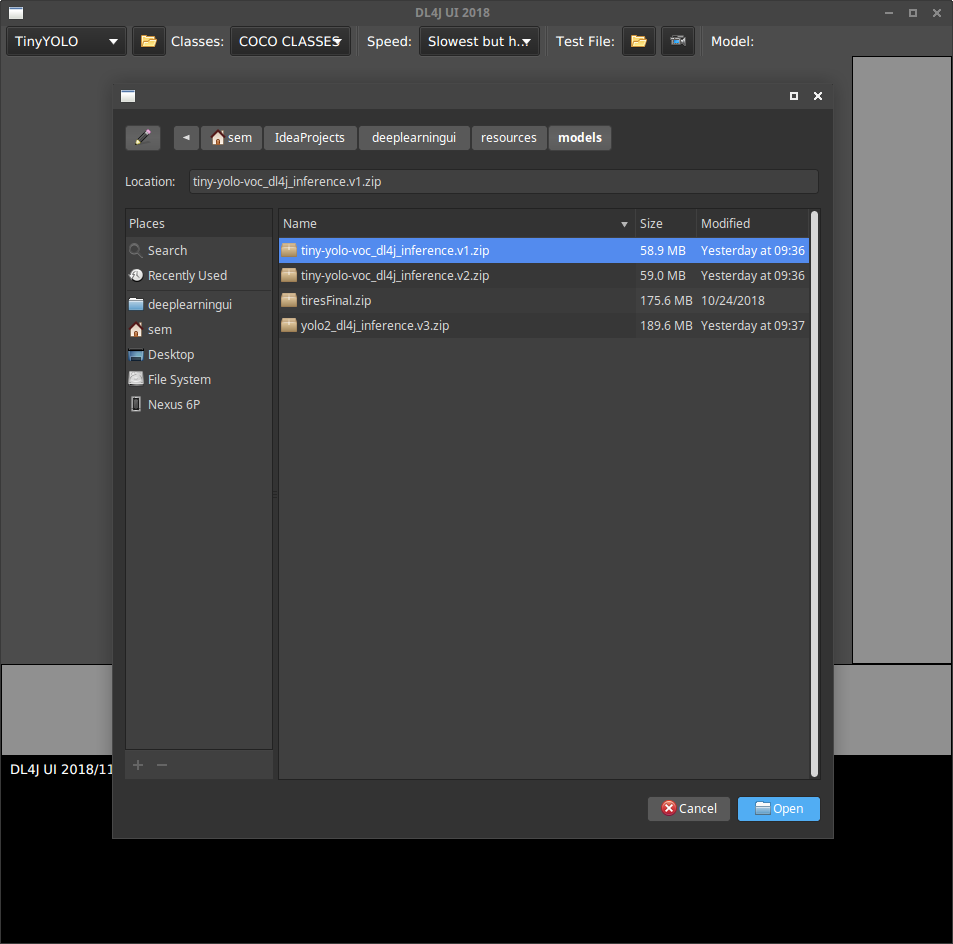 DL4J UI 2018
TinyYOLO Classes: COCO CLASSES Speed: Slowest but h... Test File: Model:
sem IdeaProjects deeplearningui resources models
Location: tiny-yolo-voc_dl4j_inference.v1.zip
Places Name Size Modified
Search tiny-yolo-voc_dl4j_inference.v1.zip 58.9 MB Yesterday at 09:36
Recently Used tiny-yolo-voc_dl4j_inference.v2.zip 59.0 MB Yesterday at 09:36
deeplearningui tiresFinal.zip 175.6 MB 10/24/2018
sem yolo2_dl4j_inference.v3.zip 189.6 MB Yesterday at 09:37
Desktop
File System
Nexus 6P
DL4J UI 2018/11
Cancel Open